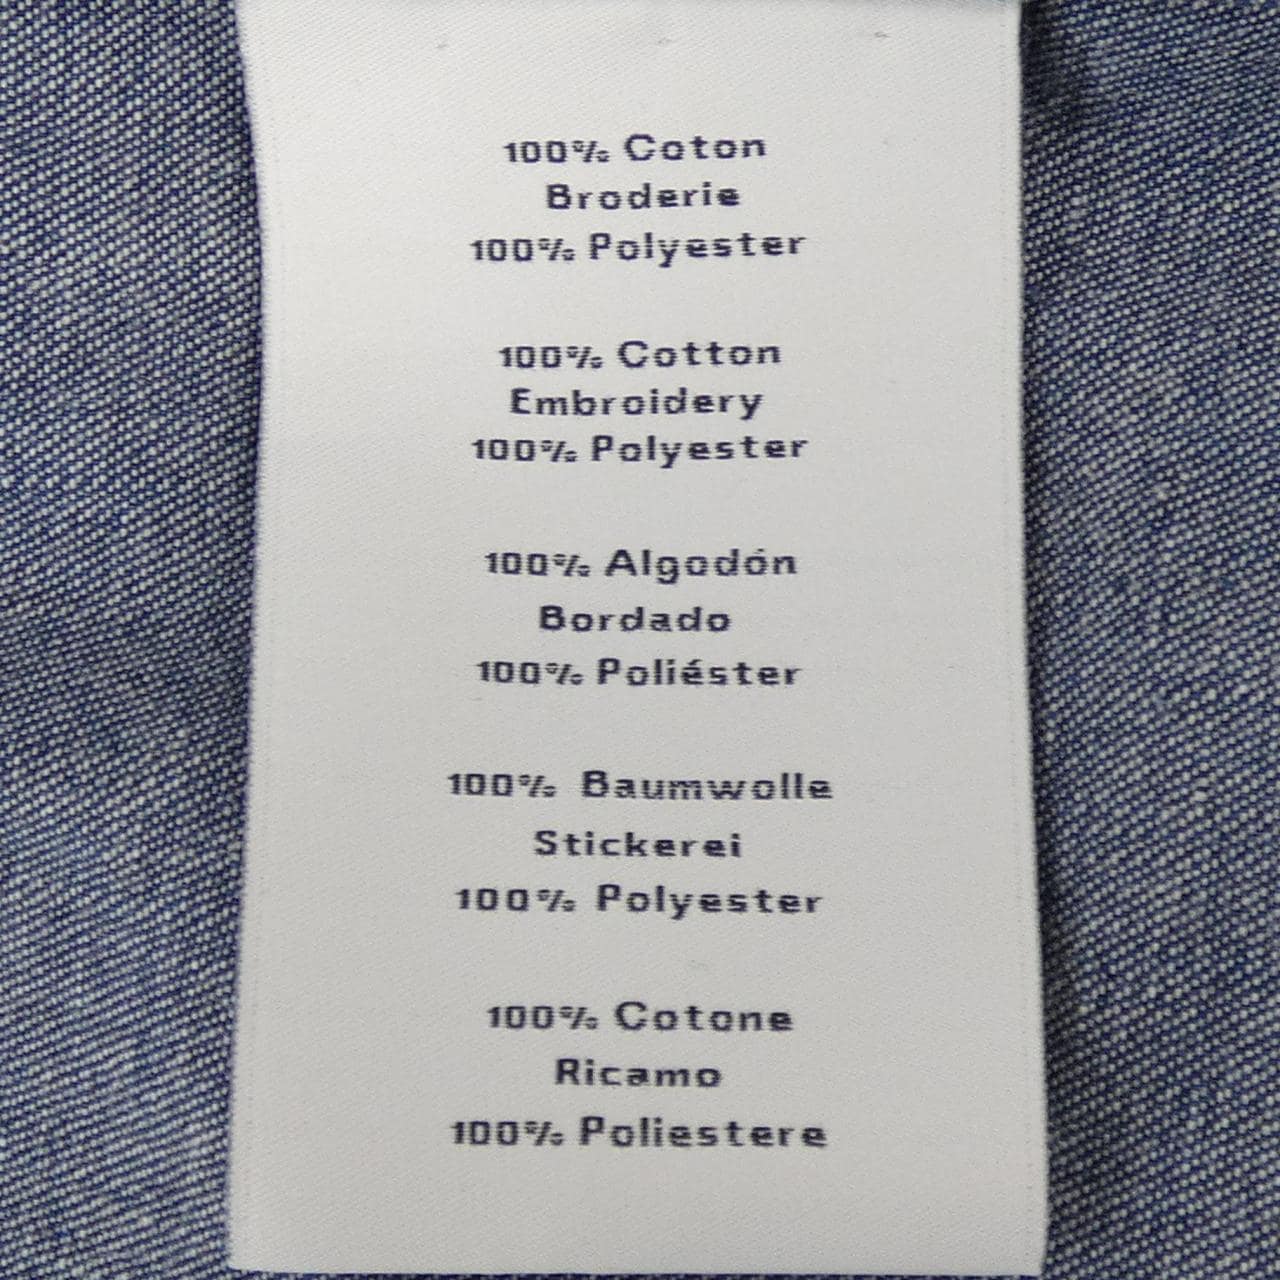 100% Coton
Broderie
100% Polyester
100% Cotton
Embroidery
100% Polyester
100% Algodón
Bordado
100% Poliéster
100% Baumwolle
Stickerei
100% Polyester
100% Cotone
Ricamo
100% Poliestere